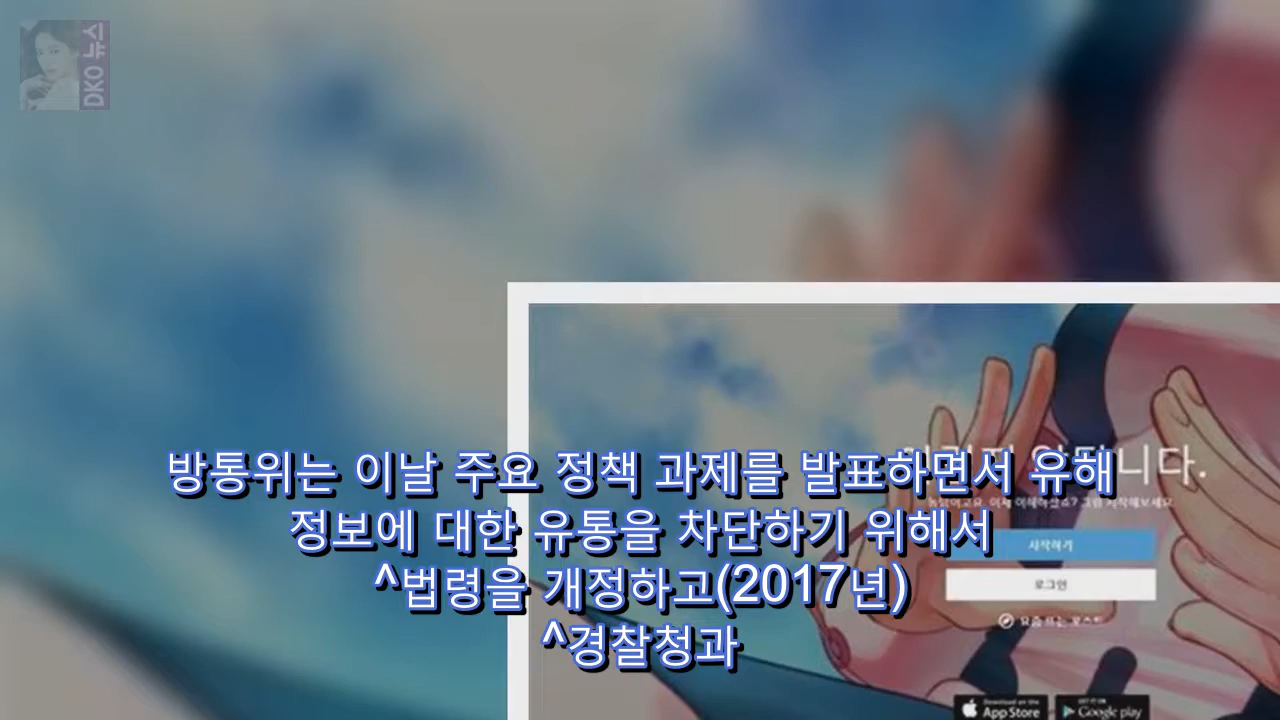 DKO 뉴스
니다.
방통위는 이날 주요 정책 과제를 발표하면서 유해
정보에 대한 유통을 차단하기 위해서
시작하기
^법령을 개정하고(2017년)
로그인
^경찰청과
App Store
Google play